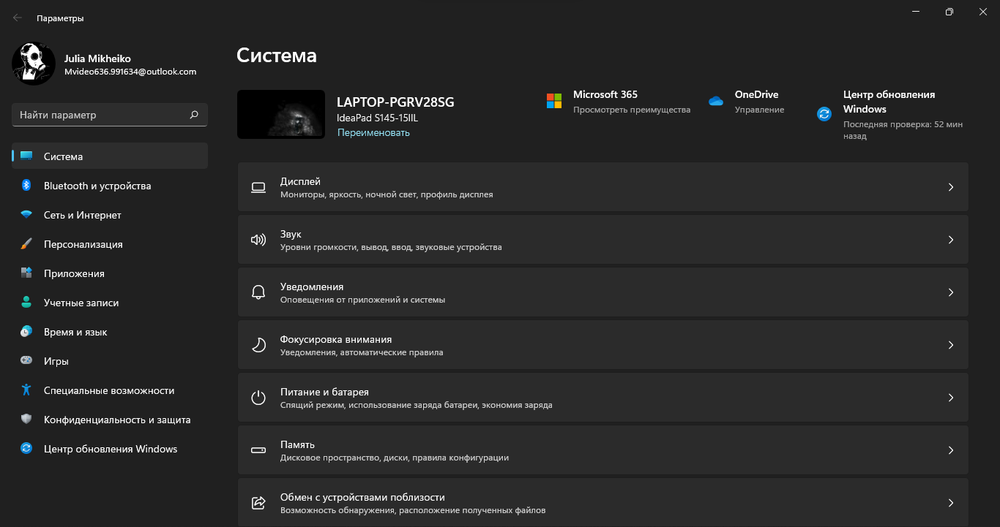 Параметры
Julia Mikheiko
Mvideo636.991634@outlook.com
Найти параметр
Система
Bluetooth и устройства
Сеть и Интернет
Персонализация
Приложения
Учетные записи
Время и язык
Игры
Специальные возможности
Конфиденциальность и защита
Центр обновления Windows
Система
LAPTOP-PGRV28SG
IdeaPad S145-15IIL
Переименовать
Microsoft 365
Просмотреть преимущества
OneDrive
Управление
Центр обновления
Windows
Последняя проверка: 52 мин
назад
Дисплей
Мониторы, яркость, ночной свет, профиль дисплея
Звук
Уровни громкости, вывод, ввод, звуковые устройства
Уведомления
Оповещения от приложений и системы
Фокусировка внимания
Уведомления, автоматические правила
Питание и батарея
Спящий режим, использование заряда батареи, экономия заряда
Память
Дисковое пространство, диски, правила конфигурации
Обмен с устройствами поблизости
Возможность обнаружения, расположение полученных файлов